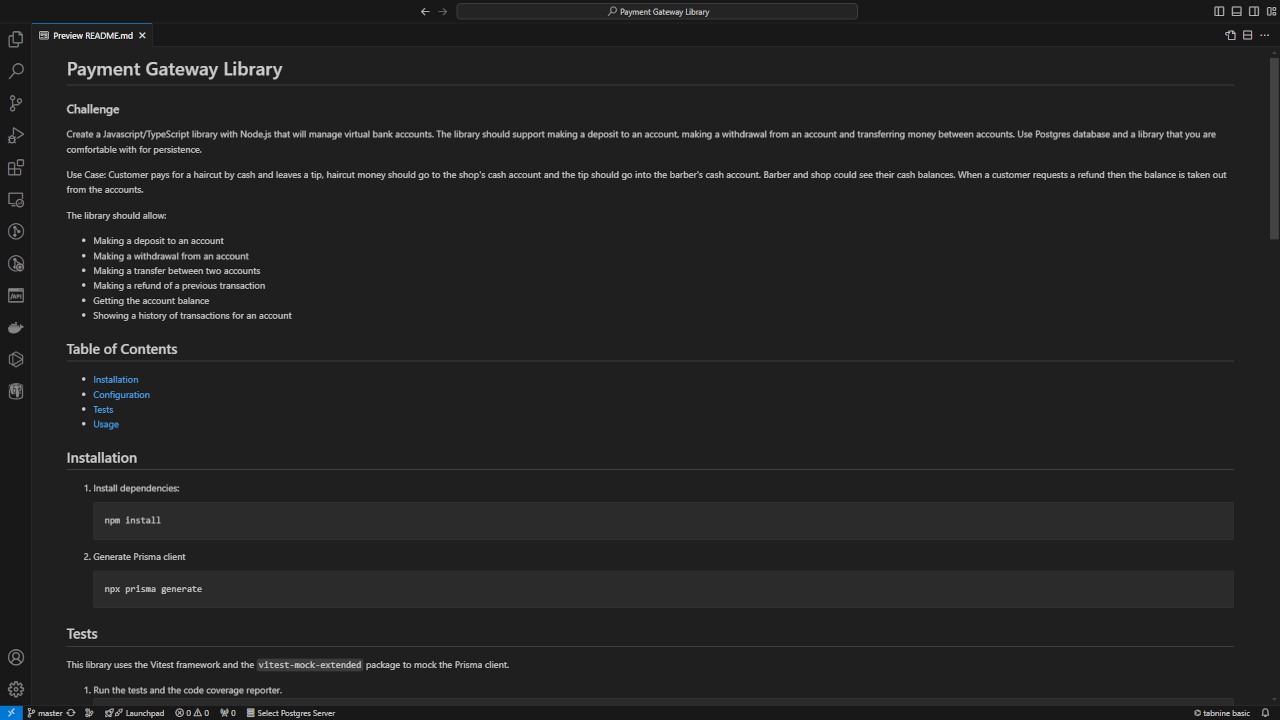 Payment Gateway Library
Preview README.md
Payment Gateway Library
Challenge
Create a Javascript/TypeScript library with Node.js that will manage virtual bank accounts. The library should support making a deposit to an account, making a withdrawal from an account and transferring money between accounts. Use Postgres database and a library that you are
comfortable with for persistence.
Use Case: Customer pays for a haircut by cash and leaves a tip, haircut money should go to the shop's cash account and the tip should go into the barber's cash account. Barber and shop could see their cash balances. When a customer requests a refund then the balance is taken out
from the accounts.
The library should allow:
• Making a deposit to an account
• Making a withdrawal from an account
• Making a transfer between two accounts
• Making a refund of a previous transaction
• Getting the account balance
• Showing a history of transactions for an account
Table of Contents
• Installation
• Configuration
• Tests
• Usage
Installation
1. Install dependencies:
npm install
2. Generate Prisma client
npx prisma generate
Tests
This library uses the Vitest framework and the vitest-mock-extended package to mock the Prisma client.
1. Run the tests and the code coverage reporter.
master Launchpad 0 0 0 Select Postgres Server tabnine basic